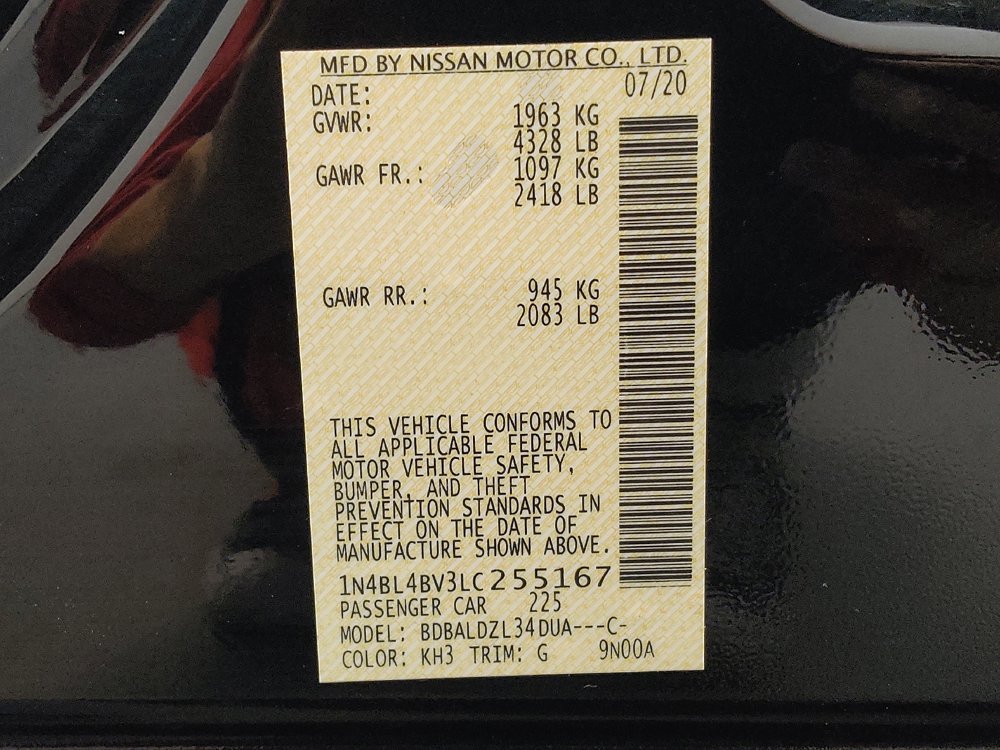 MFD BY NISSAN MOTOR CO., LTD.
DATE: 07/20
GVWR: 1963 KG
4328 LB
GAWR FR.: 1097 KG
2418 LB
GAWR RR.: 945 KG
2083 LB
THIS VEHICLE CONFORMS TO
ALL APPLICABLE FEDERAL
MOTOR VEHICLE SAFETY,
BUMPER, AND THEFT
PREVENTION STANDARDS IN
EFFECT ON THE DATE OF
MANUFACTURE SHOWN ABOVE.
1N4BL4BV3LC255167
PASSENGER CAR 225
MODEL: BDBALDZL34DUA---C-
COLOR: KH3 TRIM: G 9N00A